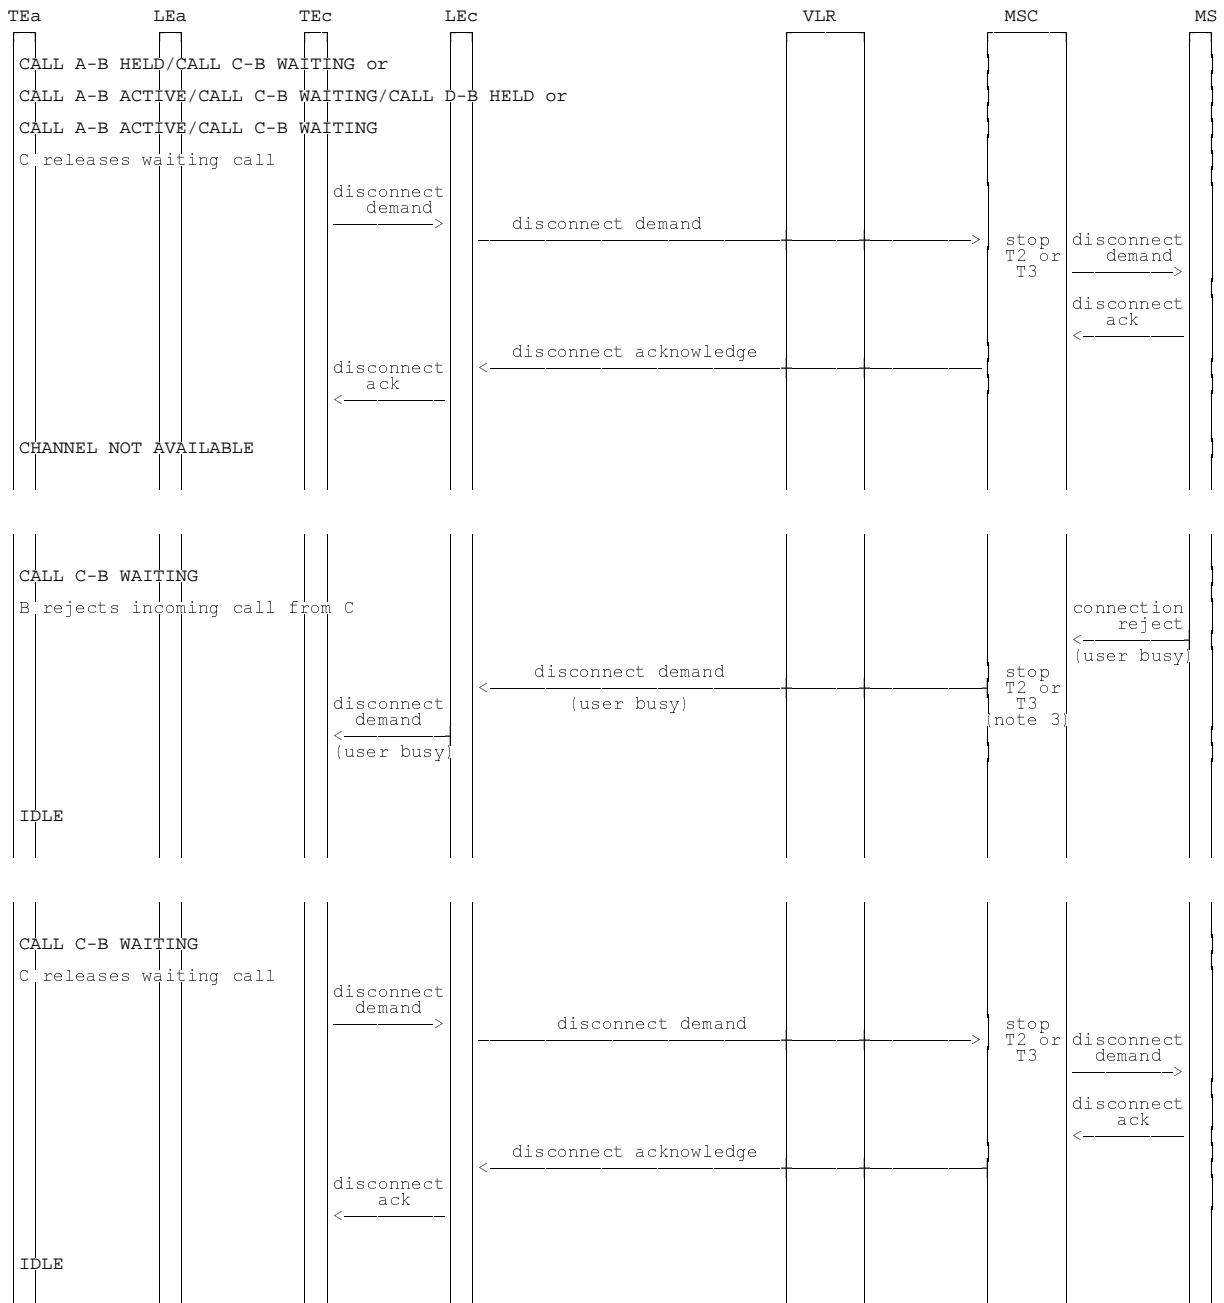 TEa LEa TEc LEc VLR MSC MS
CALL A-B HELD/CALL C-B WAITING or
CALL A-B ACTIVE/CALL C-B WAITING/CALL D-B HELD or
CALL A-B ACTIVE/CALL C-B WAITING
C releases waiting call
disconnect
demand
disconnect demand
stop
T2 or
T3
disconnect
demand
disconnect
ack
disconnect acknowledge
disconnect
ack
CHANNEL NOT AVAILABLE
CALL C-B WAITING
B rejects incoming call from C
connection
reject
(user busy)
disconnect demand
(user busy)
stop
T2 or
T3
(note 3)
disconnect
demand
(user busy)
IDLE
CALL C-B WAITING
C releases waiting call
disconnect
demand
disconnect demand
stop
T2 or
T3
disconnect
demand
disconnect
ack
disconnect acknowledge
disconnect
ack
IDLE